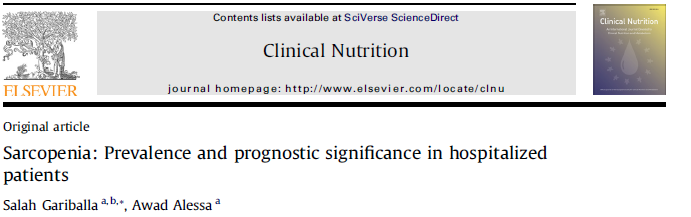 Contents lists available at SciVerse ScienceDirect
Clinical Nutrition
journal homepage: http://www.elsevier.com/locate/clnu
ELSEVIER
Clinical Nutrition
Original article
Sarcopenia: Prevalence and prognostic significance in hospitalized
patients
Salah Gariballa a,b,*, Awad Alessa a